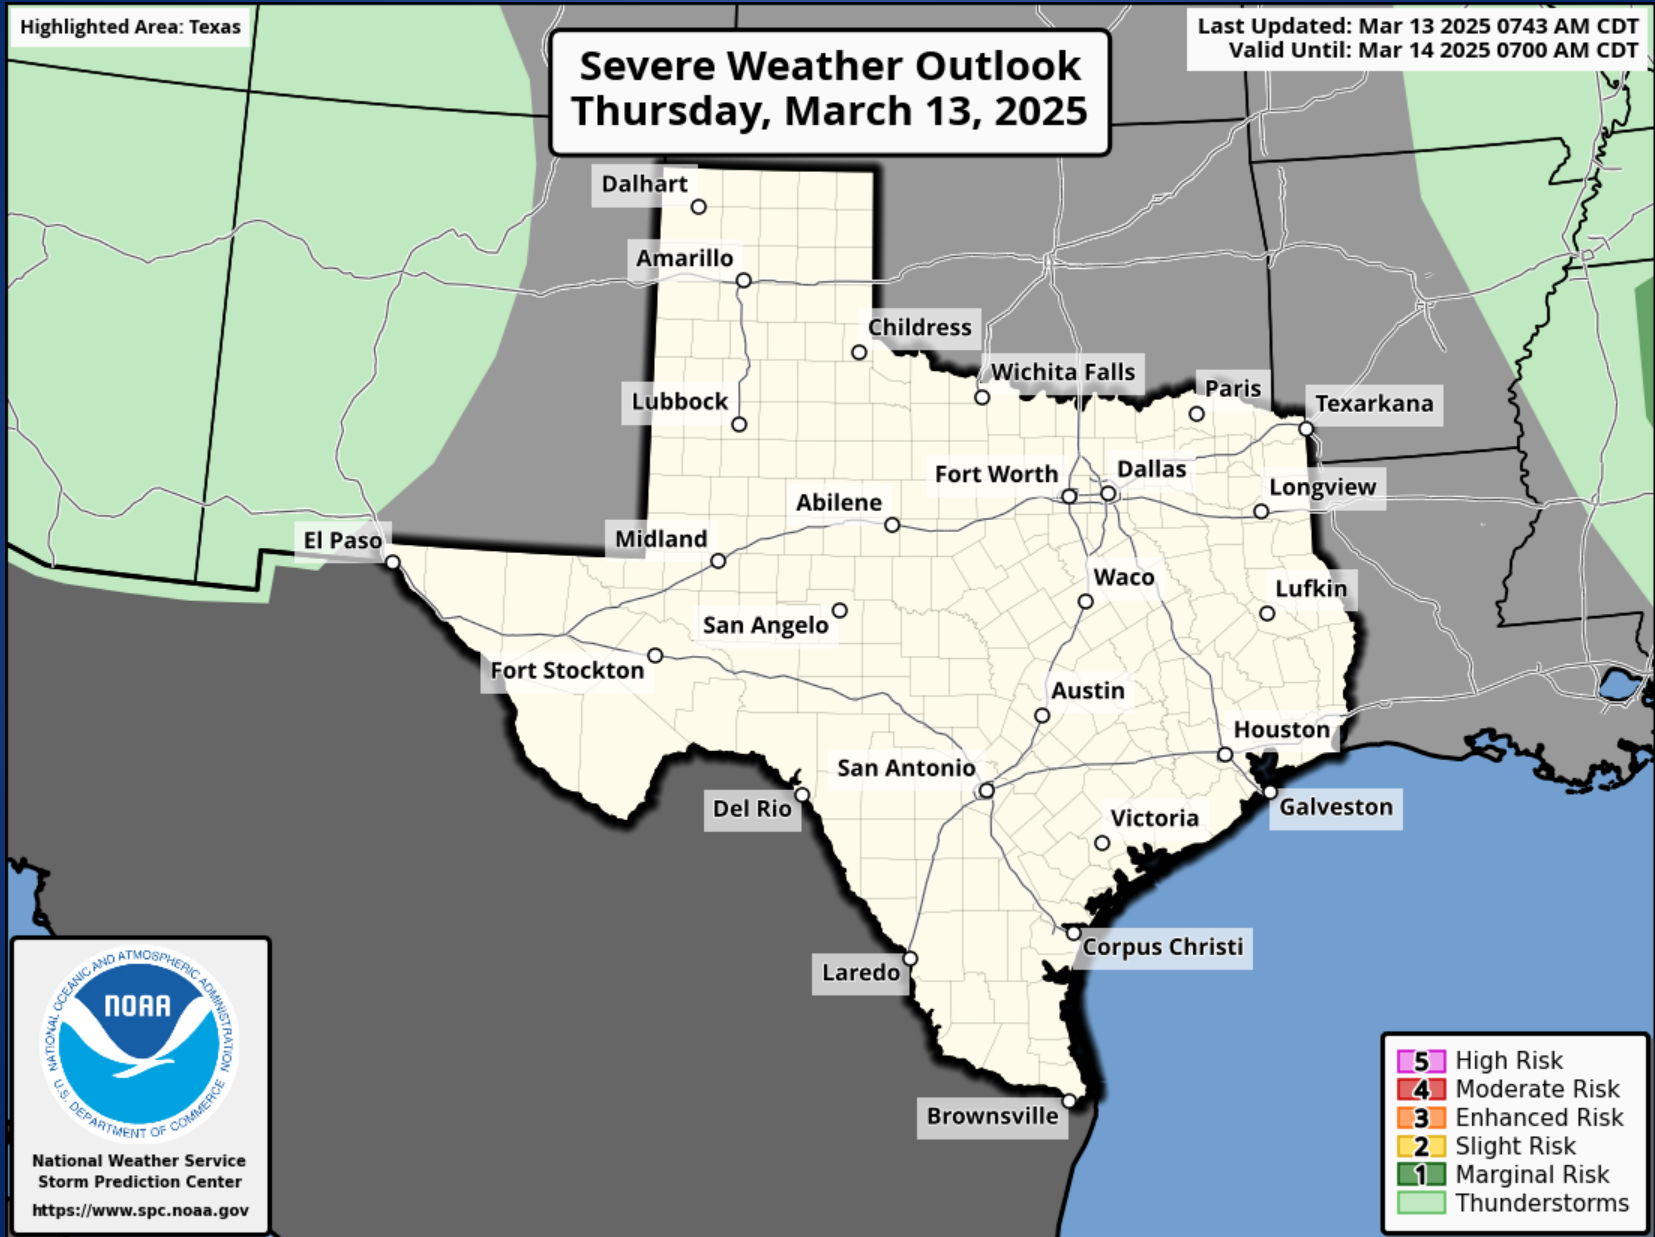 Highlighted Area: Texas
Last Updated: Mar 13 2025 0743 AM CDT
Valid Until: Mar 14 2025 0700 AM CDT
Severe Weather Outlook
Thursday, March 13, 2025
Dalhart
Amarillo
Childress
Wichita Falls
Paris
Texarkana
Lubbock
Fort Worth
Dallas
Longview
Abilene
El Paso
Midland
Waco
Lufkin
San Angelo
Fort Stockton
Austin
Houston
San Antonio
Del Rio
Victoria
Galveston
Corpus Christi
Laredo
Brownsville
NATIONAL OCEANIC AND ATMOSPHERIC ADMINISTRATION
NOAA
U.S. DEPARTMENT OF COMMERCE
National Weather Service
Storm Prediction Center
https://www.spc.noaa.gov
5 High Risk
4 Moderate Risk
3 Enhanced Risk
2 Slight Risk
1 Marginal Risk
Thunderstorms